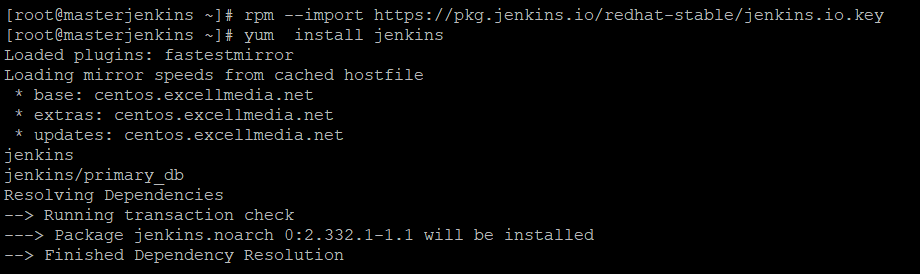 [root@masterjenkins ~]# rpm --import https://pkg.jenkins.io/redhat-stable/jenkins.io.key
[root@masterjenkins ~]# yum  install jenkins
Loaded plugins: fastestmirror
Loading mirror speeds from cached hostfile
 * base: centos.excellmedia.net
 * extras: centos.excellmedia.net
 * updates: centos.excellmedia.net
jenkins
jenkins/primary_db
Resolving Dependencies
--> Running transaction check
---> Package jenkins.noarch 0:2.332.1-1.1 will be installed
--> Finished Dependency Resolution